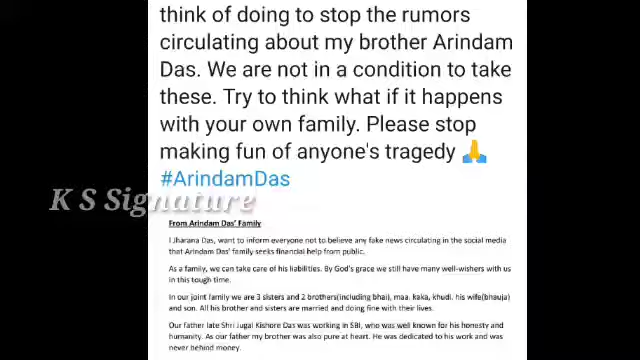 think of doing to stop the rumors
circulating about my brother Arindam
Das. We are not in a condition to take
these. Try to think what if it happens
with your own family. Please stop
making fun of anyone's tragedy 🙏
#ArindamDas
K S Signature
From Arindam Das' Family
I Jharana Das, want to inform everyone not to believe any fake news circulating in the social media
that Arindam Das' family seeks financial help from public.
As a family, we can take care of his liabilities. By God's grace we still have many well-wishers with us
in this tough time.
In our joint family we are 3 sisters and 2 brothers(including bhai), maa, kaka, khudi, his wife(bhauja)
and son. All his brother and sisters are married and doing fine with their lives.
Our father late Shri Jugal Kishore Das was working in SBI, who was well known for his honesty and
humanity. As our father my brother was also pure at heart. He was dedicated to his work and was
never behind money.